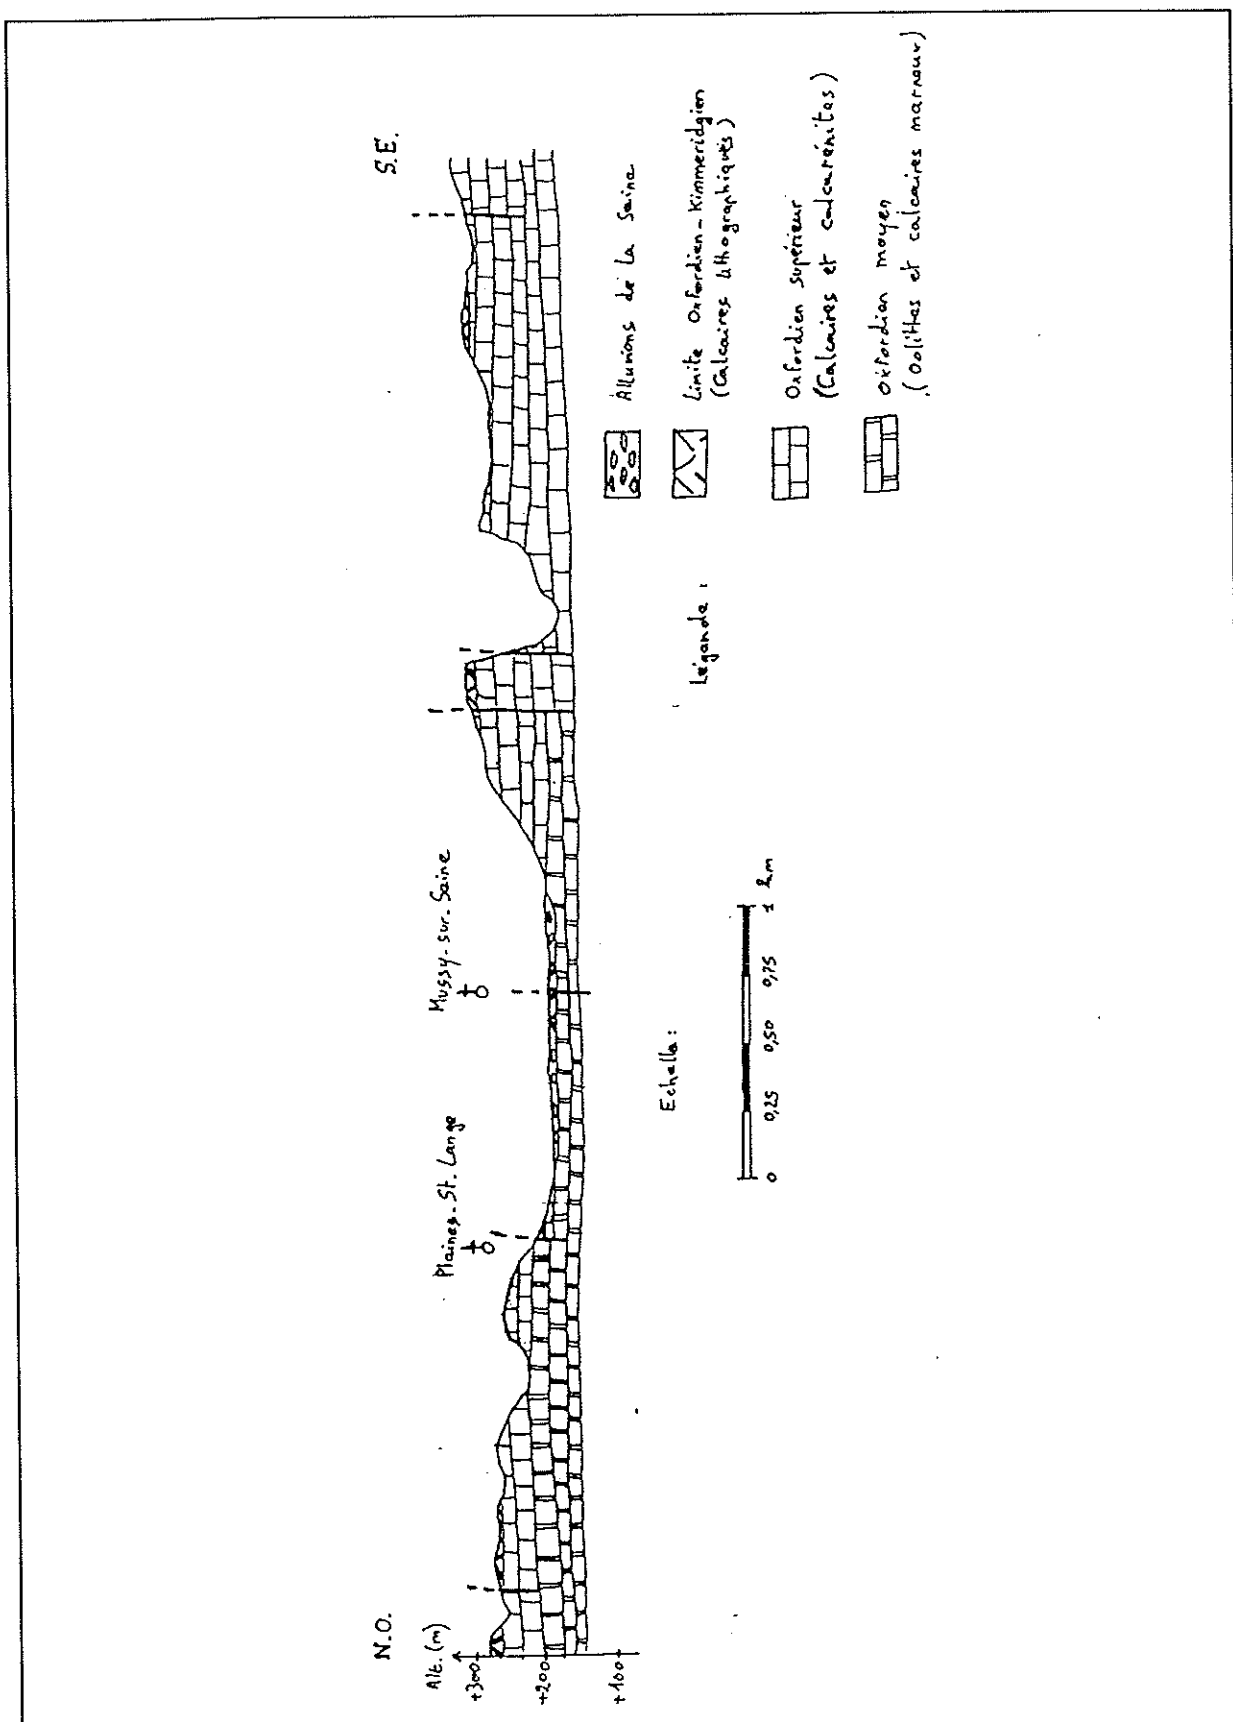 N.O.
S.E.
Alt. (m)
+300
+200
+100
Plaines-St. Lange
Mussy-sur-Seine
Echelle :
0
0,25
0,50
0,75
1 km
Légende :
Alluvions de la Seine
Limite Oxfordien-Kimmeridgien
(Calcaires lithographiques)
Oxfordien supérieur
(Calcaires et calcarénites)
Oxfordien moyen
(Oolithes et calcaires marneux)